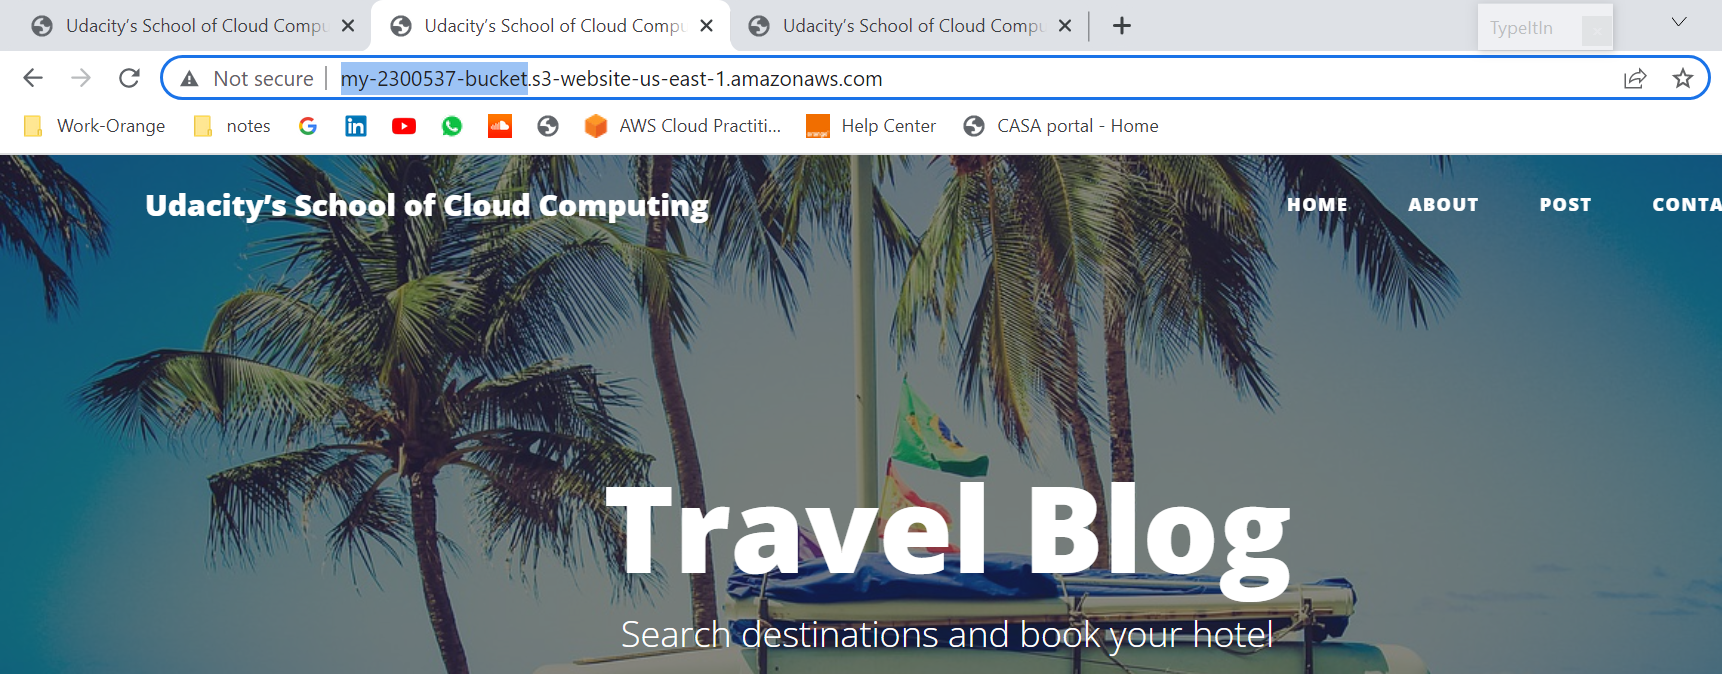 Udacity’s School of Cloud Compu
Udacity’s School of Cloud Compu
Udacity’s School of Cloud Compu
TypeItIn
Not secure
my-2300537-bucket.s3-website-us-east-1.amazonaws.com
Work-Orange
notes
AWS Cloud Practiti...
Help Center
CASA portal - Home
Udacity’s School of Cloud Computing
HOME
ABOUT
POST
CONTA
Travel Blog
Search destinations and book your hotel